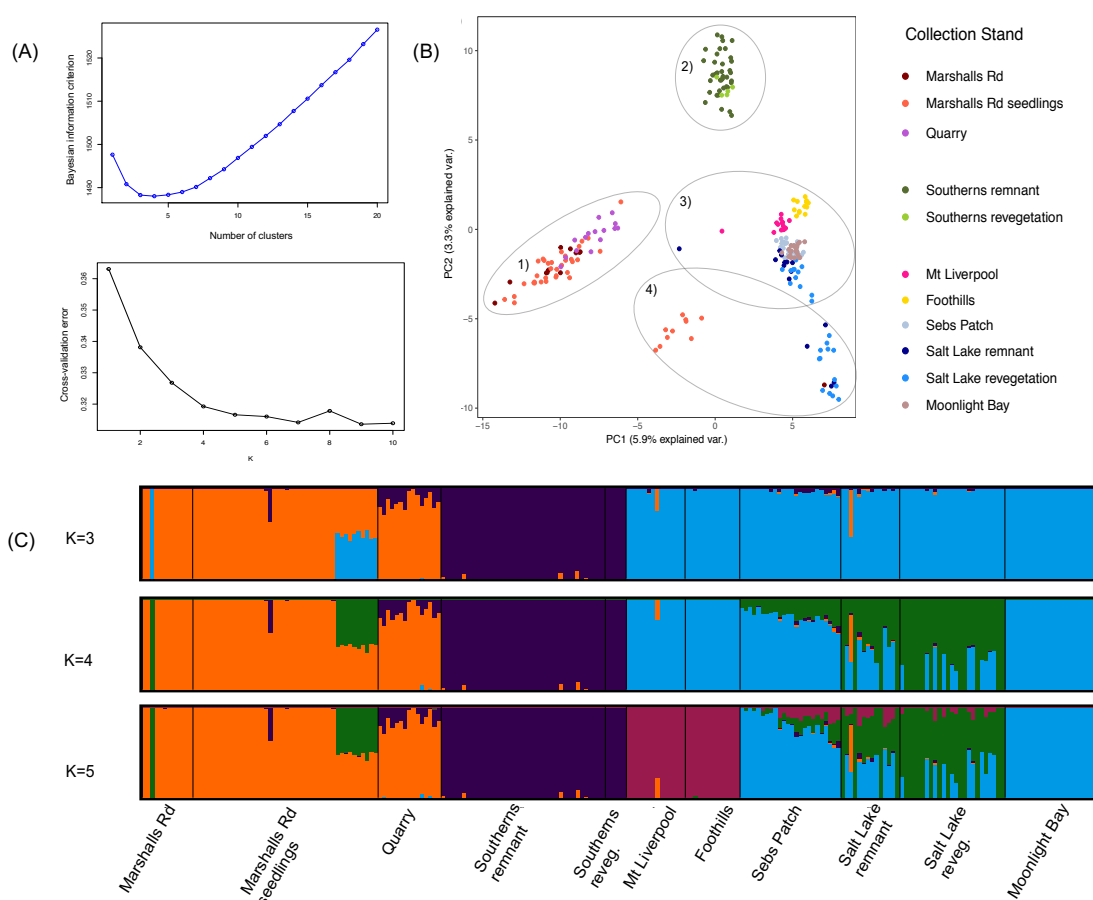 (A)
Bayesian information criterion
1490 1500 1510 1520
5 10 15 20
Number of clusters
Cross-validation error
0.32 0.33 0.34 0.35 0.36
2 4 6 8 10
K
(B)
PC2 (3.3% explained var.)
10
5
0
−5
−10
−15 −10 −5 0 5
PC1 (5.9% explained var.)
1)
2)
3)
4)
Collection Stand
Marshalls Rd
Marshalls Rd seedlings
Quarry
Southerns remnant
Southerns revegetation
Mt Liverpool
Foothills
Sebs Patch
Salt Lake remnant
Salt Lake revegetation
Moonlight Bay
(C)
K=3
K=4
K=5
Marshalls Rd
Marshalls Rd
seedlings
Quarry
Southerns
remnant
Southerns
reveg.
Mt Liverpool
Foothills
Sebs Patch
Salt Lake
remnant
Salt Lake
reveg.
Moonlight Bay